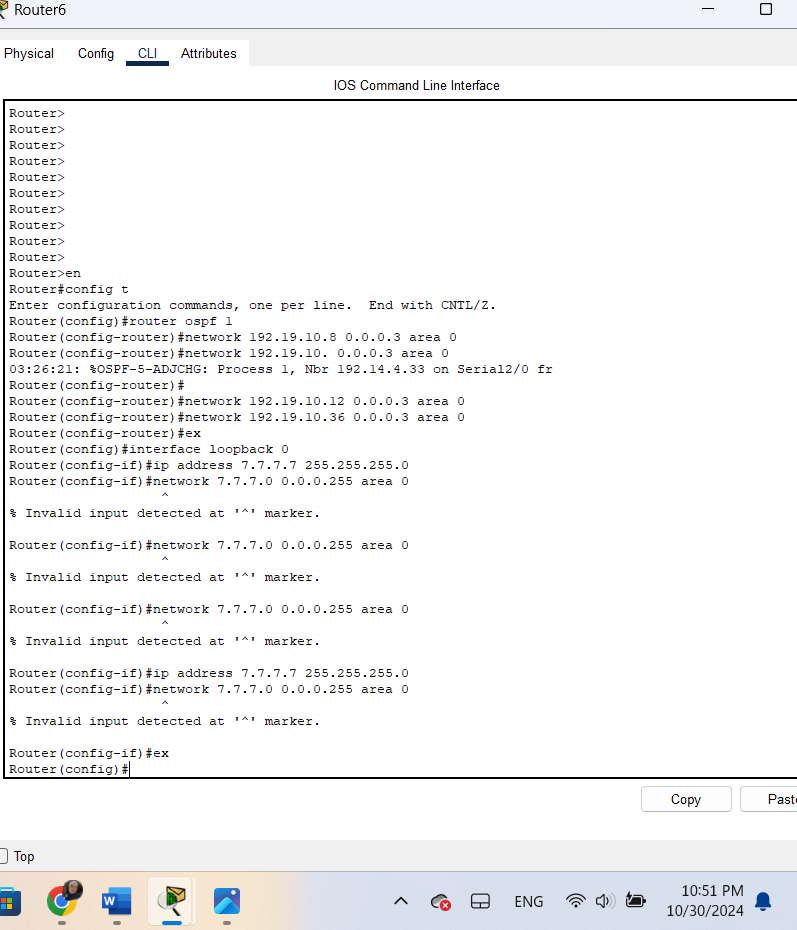 Router6
Physical Config CLI Attributes
IOS Command Line Interface
Router>
Router>
Router>
Router>
Router>
Router>
Router>
Router>
Router>
Router>
Router>en
Router#config t
Enter configuration commands, one per line.  End with CNTL/Z.
Router(config)#router ospf 1
Router(config-router)#network 192.19.10.8 0.0.0.3 area 0
Router(config-router)#network 192.19.10. 0.0.0.3 area 0
03:26:21: %OSPF-5-ADJCHG: Process 1, Nbr 192.14.4.33 on Serial2/0 fr
Router(config-router)#
Router(config-router)#network 192.19.10.12 0.0.0.3 area 0
Router(config-router)#network 192.19.10.36 0.0.0.3 area 0
Router(config-router)#ex
Router(config)#interface loopback 0
Router(config-if)#ip address 7.7.7.7 255.255.255.0
Router(config-if)#network 7.7.7.0 0.0.0.255 area 0
^
% Invalid input detected at '^' marker.
Router(config-if)#network 7.7.7.0 0.0.0.255 area 0
^
% Invalid input detected at '^' marker.
Router(config-if)#network 7.7.7.0 0.0.0.255 area 0
^
% Invalid input detected at '^' marker.
Router(config-if)#ip address 7.7.7.7 255.255.255.0
Router(config-if)#network 7.7.7.0 0.0.0.255 area 0
^
% Invalid input detected at '^' marker.
Router(config-if)#ex
Router(config)#
Copy Paste
Top
W ENG 10:51 PM
10/30/2024